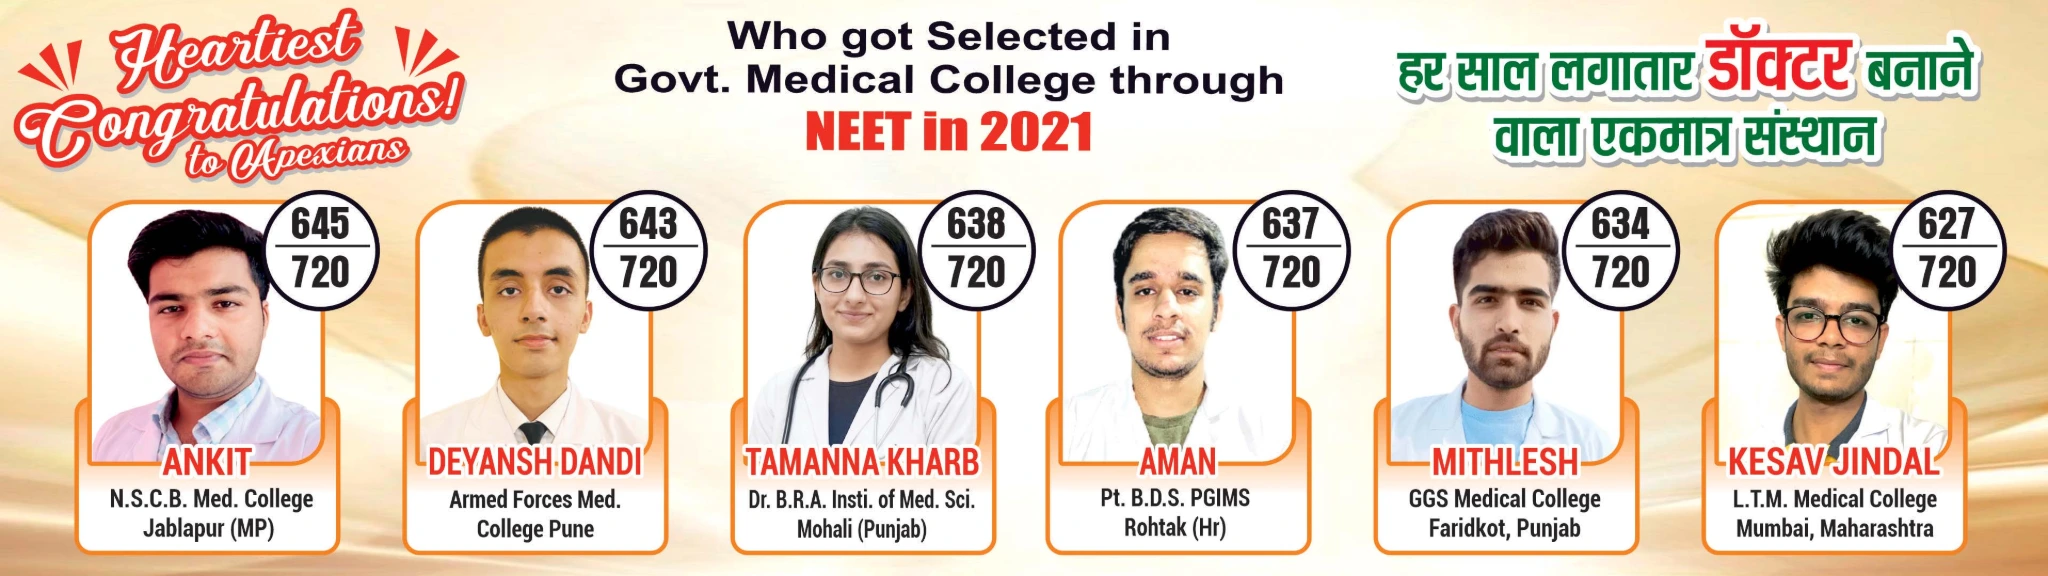 Heartiest
Congratulations!
to Apexians
Who got Selected in
Govt. Medical College through
NEET in 2021
हर साल लगातार डॉक्टर बनाने
वाला एकमात्र संस्थान
645
720
ANKIT
N.S.C.B. Med. College
Jablapur (MP)
643
720
DEYANSH DANDI
Armed Forces Med.
College Pune
638
720
TAMANNA KHARB
Dr. B.R.A. Insti. of Med. Sci.
Mohali (Punjab)
637
720
AMAN
Pt. B.D.S. PGIMS
Rohtak (Hr)
634
720
MITHLESH
GGS Medical College
Faridkot, Punjab
627
720
KESAV JINDAL
L.T.M. Medical College
Mumbai, Maharashtra